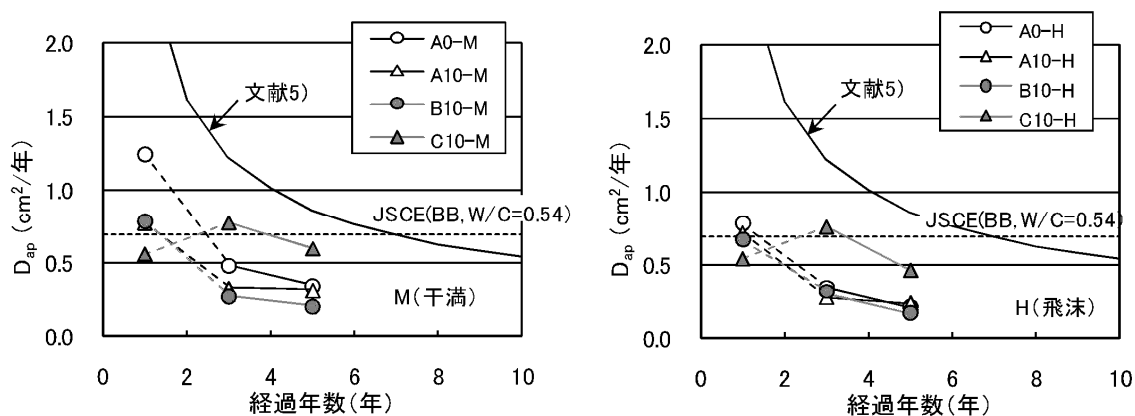 A0-M
A10-M
B10-M
C10-M
文献5)
JSCE(BB,W/C=0.54)
M(干満)
2.0
1.5
1.0
0.5
0.0
Dap (cm2/年)
0 2 4 6 8 10
経過年数(年)
A0-H
A10-H
B10-H
C10-H
文献5)
JSCE(BB,W/C=0.54)
H(飛沫)
2.0
1.5
1.0
0.5
0.0
Dap (cm2/年)
0 2 4 6 8 10
経過年数(年)